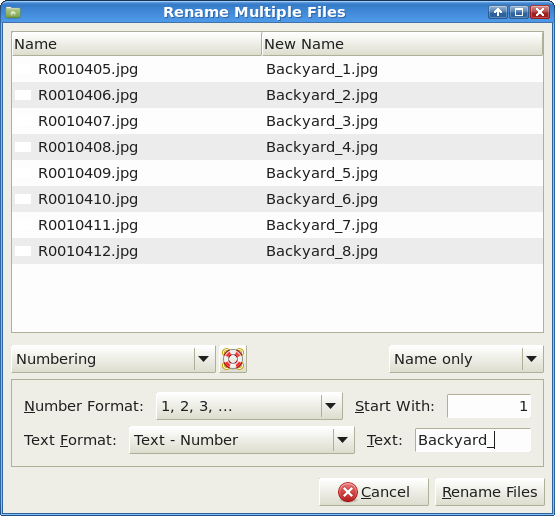 Rename Multiple Files
Name New Name
R0010405.jpg Backyard_1.jpg
R0010406.jpg Backyard_2.jpg
R0010407.jpg Backyard_3.jpg
R0010408.jpg Backyard_4.jpg
R0010409.jpg Backyard_5.jpg
R0010410.jpg Backyard_6.jpg
R0010411.jpg Backyard_7.jpg
R0010412.jpg Backyard_8.jpg
Numbering Name only
Number Format: 1, 2, 3, ... Start With: 1
Text Format: Text - Number Text: Backyard_
Cancel Rename Files